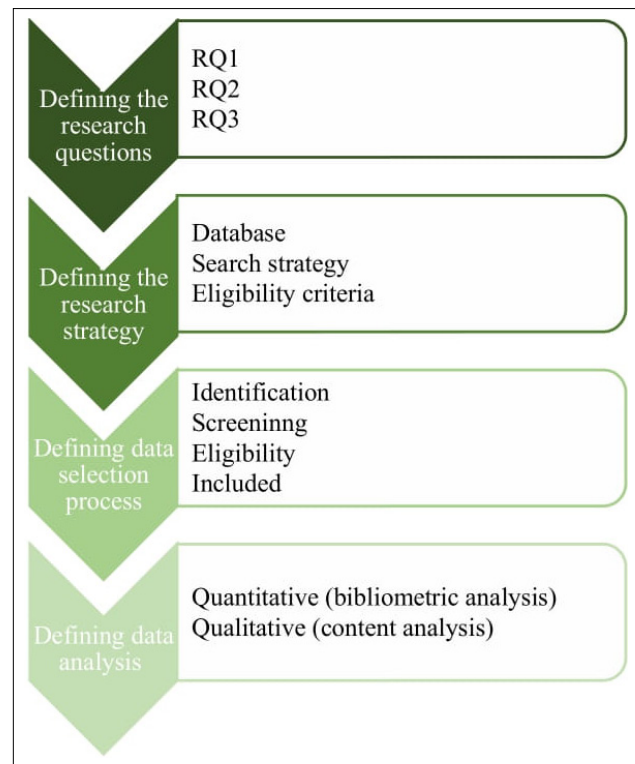 Defining the
research
questions
RQ1
RQ2
RQ3
Defining the
research
strategy
Database
Search strategy
Eligibility criteria
Defining data
selection
process
Identification
Screeninng
Eligibility
Included
Defining data
analysis
Quantitative (bibliometric analysis)
Qualitative (content analysis)